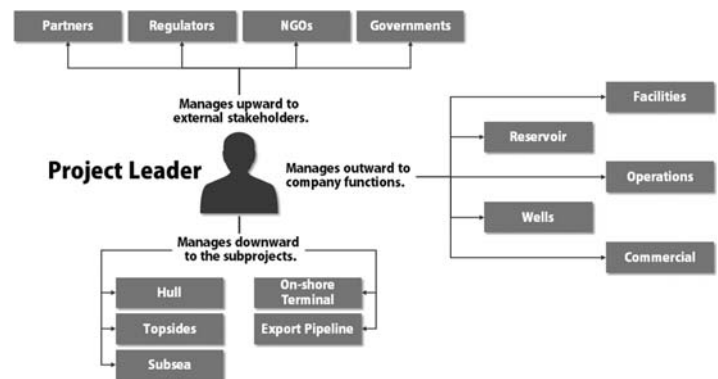 Partners
Regulators
NGOs
Governments
Manages upward to
external stakeholders.
Project Leader
Manages outward to
company functions.
Facilities
Reservoir
Operations
Wells
Commercial
Manages downward
to the subprojects.
Hull
Topsides
Subsea
On-shore
Terminal
Export Pipeline